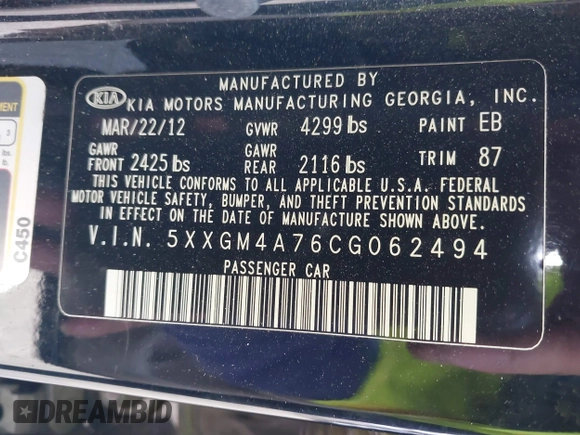 MANUFACTURED BY
KIA KIA MOTORS MANUFACTURING GEORGIA, INC.
MAR/22/12 GVWR 4299 lbs PAINT EB
GAWR FRONT 2425 lbs GAWR REAR 2116 lbs TRIM 87
THIS VEHICLE CONFORMS TO ALL APPLICABLE U.S.A. FEDERAL
MOTOR VEHICLE SAFETY, BUMPER, AND THEFT PREVENTION STANDARDS
IN EFFECT ON THE DATE OF MANUFACTURE SHOWN ABOVE.
V.I.N. 5XXGM4A76CG062494
PASSENGER CAR
C450
DREAMBID